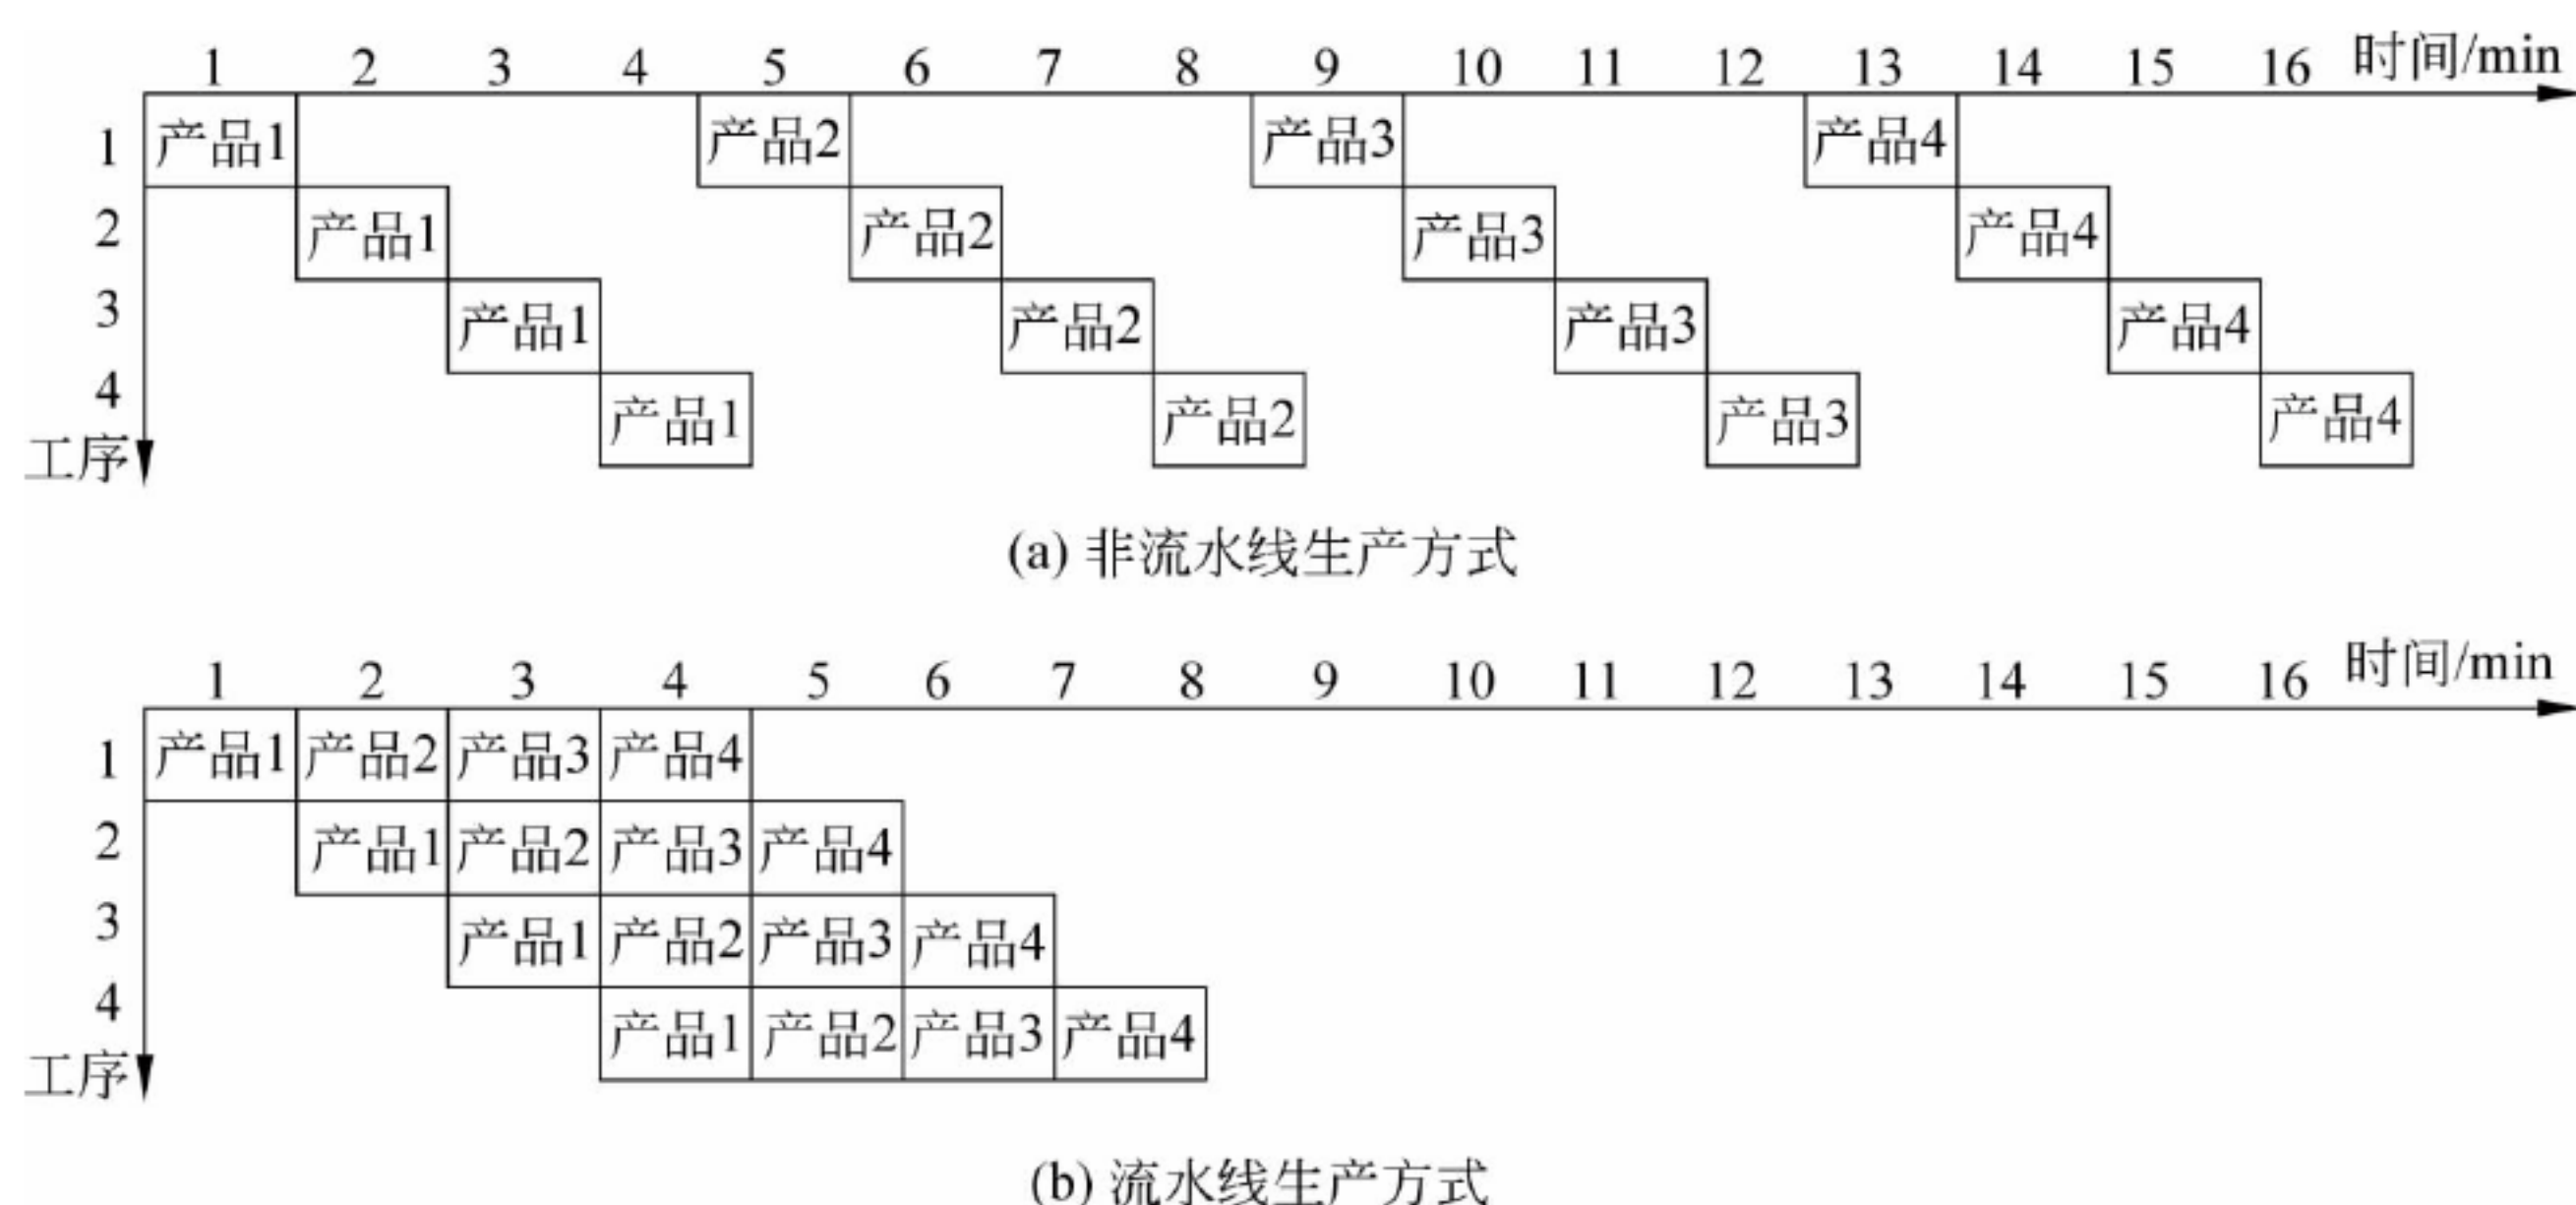 1 2 3 4 5 6 7 8 9 10 11 12 13 14 15 16 时间/min
1 产品1 产品2 产品3 产品4
2 产品1 产品2 产品3 产品4
3 产品1 产品2 产品3 产品4
4 产品1 产品2 产品3 产品4
工序
(a) 非流水线生产方式
1 2 3 4 5 6 7 8 9 10 11 12 13 14 15 16 时间/min
1 产品1 产品2 产品3 产品4
2 产品1 产品2 产品3 产品4
3 产品1 产品2 产品3 产品4
4 产品1 产品2 产品3 产品4
工序
(b) 流水线生产方式